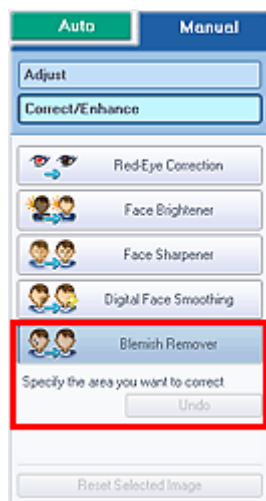 Auto Manual
Adjust
Correct/Enhance
Red-Eye Correction
Face Brightener
Face Sharpener
Digital Face Smoothing
Blemish Remover
Specify the area you want to correct
Undo
Reset Selected Image